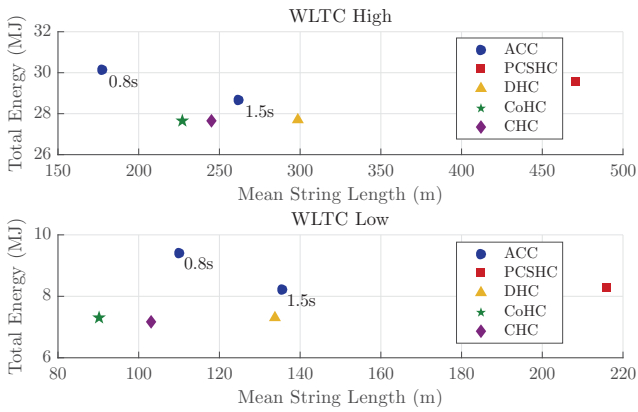 WLTC High
Total Energy (MJ)
32
30
28
26
0.8s
1.5s
ACC
PCSHC
DHC
CoHC
CHC
150 200 250 300 350 400 450 500
Mean String Length (m)
WLTC Low
Total Energy (MJ)
10
8
6
0.8s
1.5s
ACC
PCSHC
DHC
CoHC
CHC
80 100 120 140 160 180 200 220
Mean String Length (m)